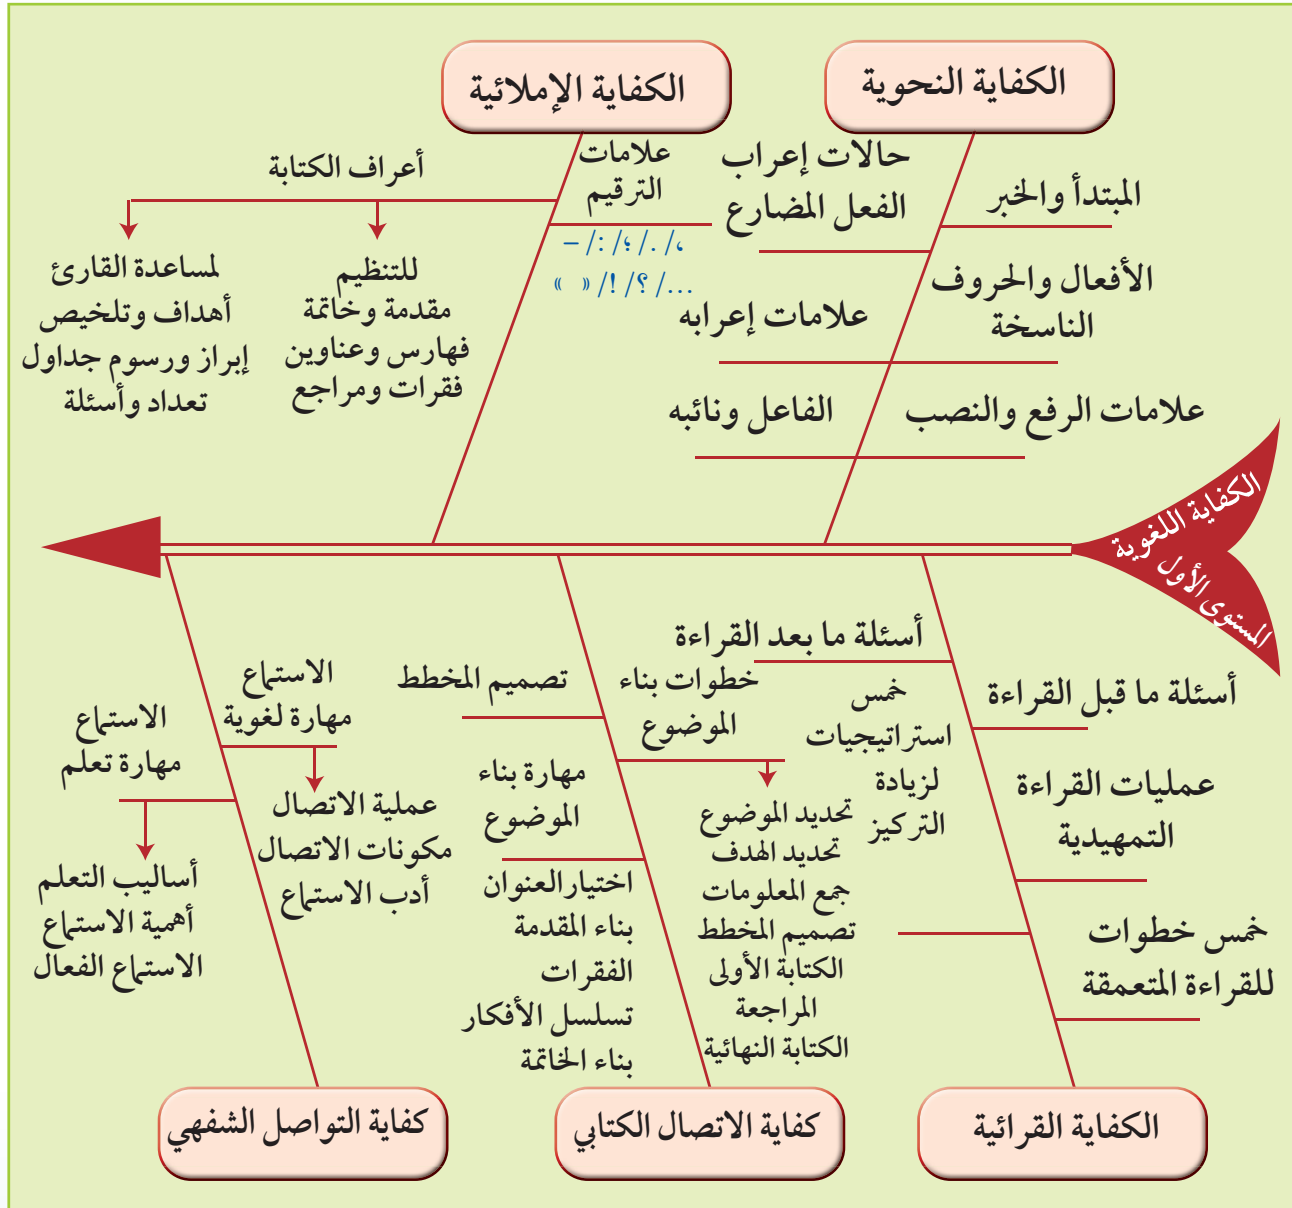 الكفاية النحوية
المبتدأ والخبر
الأفعال والحروف
الناسخة
علامات الرفع والنصب
حالات إعراب
الفعل المضارع
علامات إعرابه
الفاعل ونائبه
الكفاية الإملائية
علامات
الترقيم
،/ ./ ؛/ :/ –
.../ ؟/ !/ « »
أعراف الكتابة
للتنظيم
مقدمة وخاتمة
فهارس وعناوين
فقرات ومراجع
لمساعدة القارئ
أهداف وتلخيص
إبراز ورسوم جداول
تعداد وأسئلة
الكفاية اللغوية
المستوى الأول
أسئلة ما قبل القراءة
عمليات القراءة
التمهيدية
خمس خطوات
للقراءة المتعمقة
أسئلة ما بعد القراءة
خمس
استراتيجيات
لزيادة
التركيز
الكفاية القرائية
خطوات بناء
الموضوع
تحديد الموضوع
تحديد الهدف
جمع المعلومات
تصميم المخطط
الكتابة الأولى
المراجعة
الكتابة النهائية
تصميم المخطط
مهارة بناء
الموضوع
اختيارالعنوان
بناء المقدمة
الفقرات
تسلسل الأفكار
بناء الخاتمة
كفاية الاتصال الكتابي
الاستماع
مهارة لغوية
عملية الاتصال
مكونات الاتصال
أدب الاستماع
الاستماع
مهارة تعلم
أساليب التعلم
أهمية الاستماع
الاستماع الفعال
كفاية التواصل الشفهي